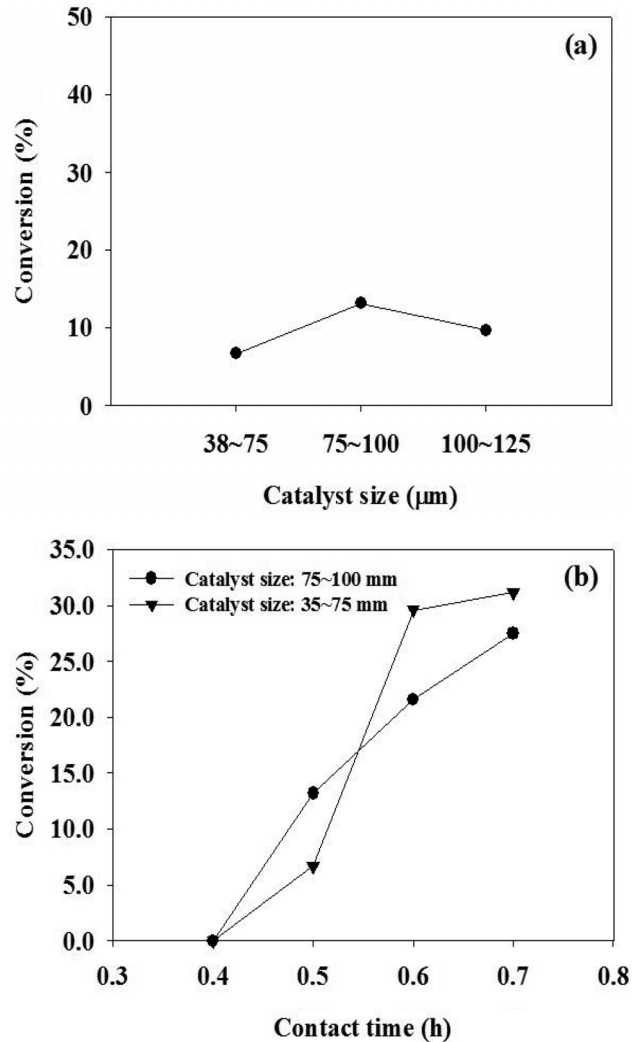 50
(a)
40
30
20
10
0
Conversion (%)
38~75 75~100 100~125
Catalyst size (μm)
35.0
(b)
Catalyst size: 75~100 mm
30.0
Catalyst size: 35~75 mm
25.0
20.0
15.0
10.0
5.0
0.0
Conversion (%)
0.3 0.4 0.5 0.6 0.7 0.8
Contact time (h)